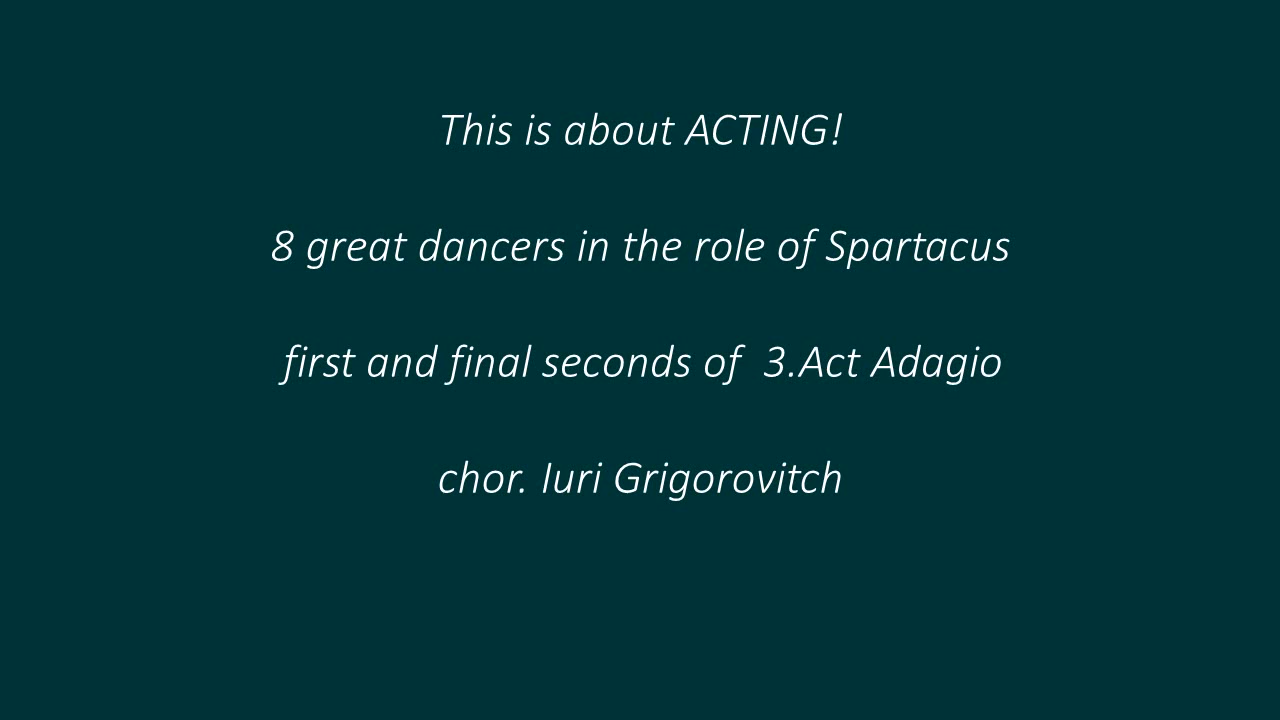 This is about ACTING!
8 great dancers in the role of Spartacus
first and final seconds of  3.Act Adagio
chor. Iuri Grigorovitch